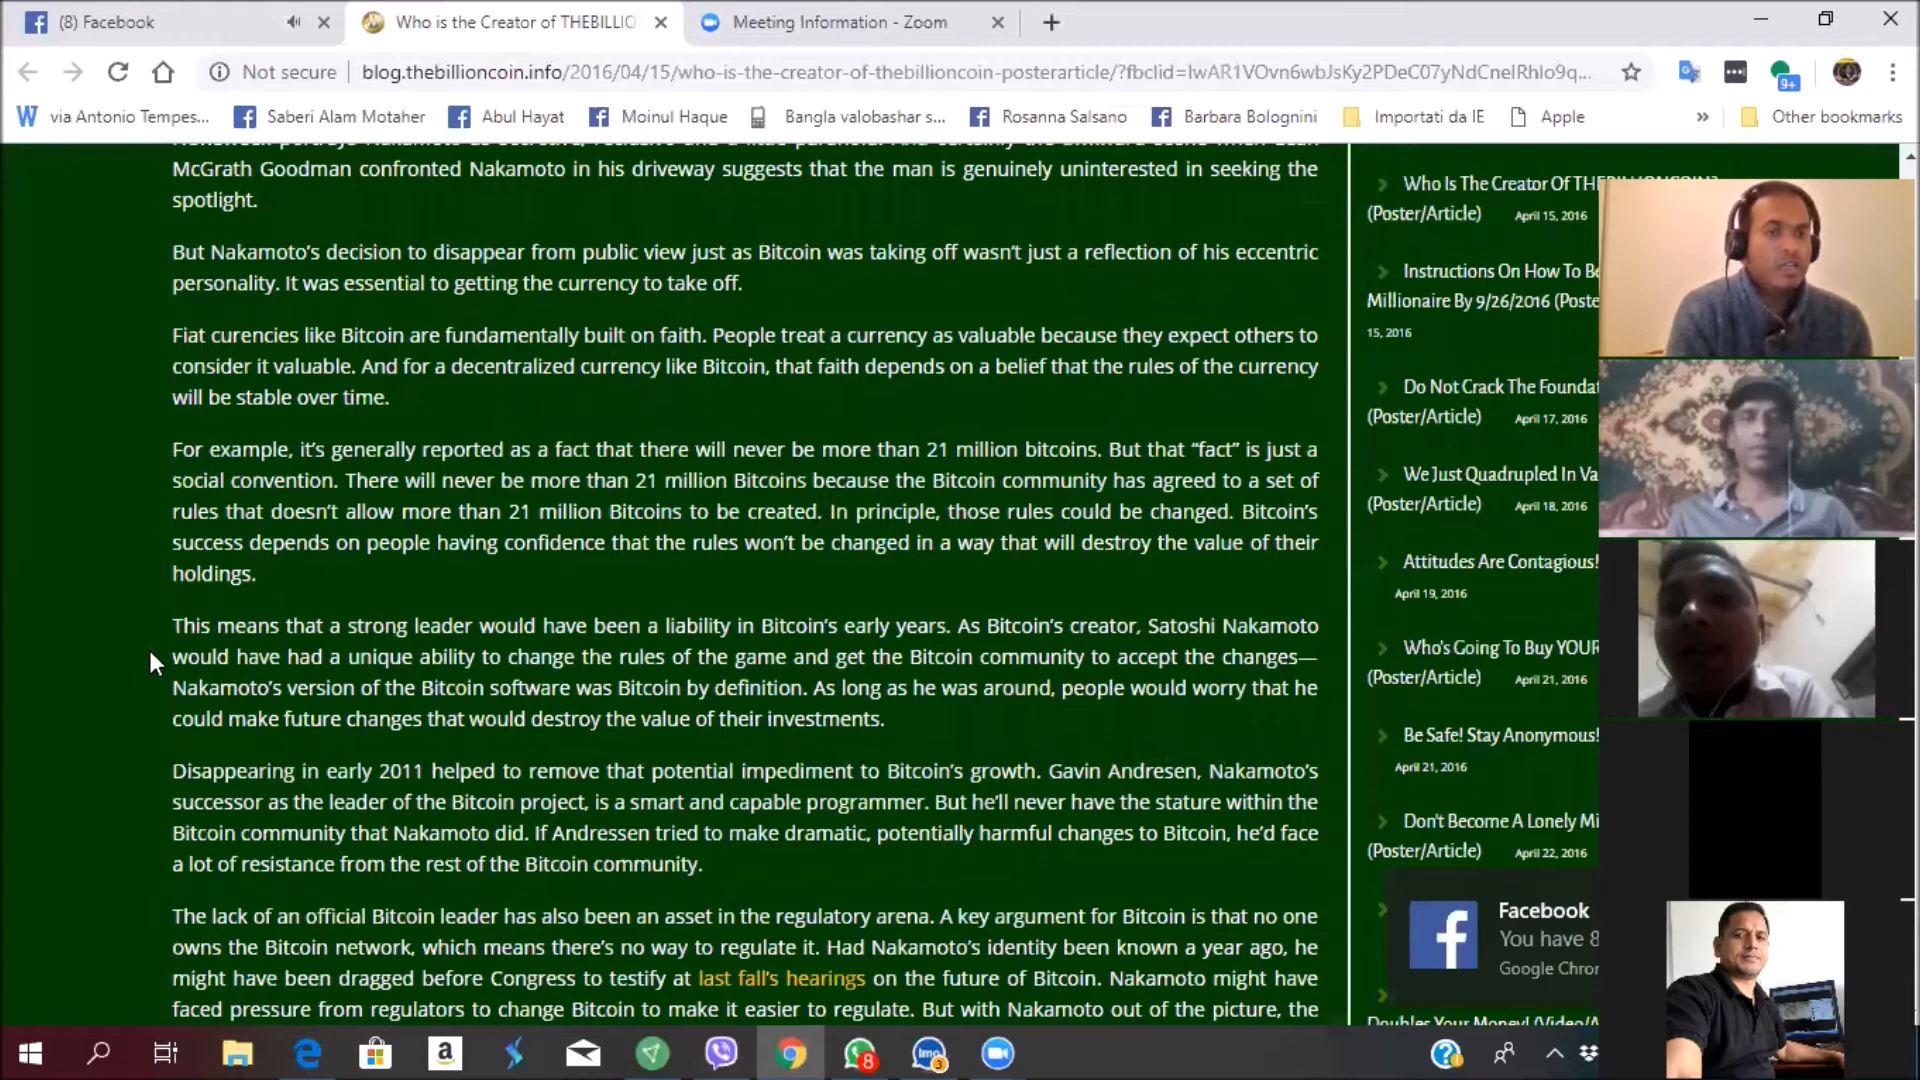 (8) Facebook
Who is the Creator of THEBILLIO
Meeting Information - Zoom
Not secure
blog.thebillioncoin.info/2016/04/15/who-is-the-creator-of-thebillioncoin-posterarticle/?fbclid=IwAR1VOvn6wbJsKy2PDeC07yNdCnelRhlo9q...
9+
via Antonio Tempes...
Saberi Alam Motaher
Abul Hayat
Moinul Haque
Bangla valobashar s...
Rosanna Salsano
Barbara Bolognini
Importati da IE
Apple
»
Other bookmarks
McGrath Goodman confronted Nakamoto in his driveway suggests that the man is genuinely uninterested in seeking the
spotlight.
But Nakamoto's decision to disappear from public view just as Bitcoin was taking off wasn't just a reflection of his eccentric
personality. It was essential to getting the currency to take off.
Fiat curencies like Bitcoin are fundamentally built on faith. People treat a currency as valuable because they expect others to
consider it valuable. And for a decentralized currency like Bitcoin, that faith depends on a belief that the rules of the currency
will be stable over time.
For example, it's generally reported as a fact that there will never be more than 21 million bitcoins. But that “fact” is just a
social convention. There will never be more than 21 million Bitcoins because the Bitcoin community has agreed to a set of
rules that doesn't allow more than 21 million Bitcoins to be created. In principle, those rules could be changed. Bitcoin's
success depends on people having confidence that the rules won't be changed in a way that will destroy the value of their
holdings.
This means that a strong leader would have been a liability in Bitcoin's early years. As Bitcoin's creator, Satoshi Nakamoto
would have had a unique ability to change the rules of the game and get the Bitcoin community to accept the changes—
Nakamoto's version of the Bitcoin software was Bitcoin by definition. As long as he was around, people would worry that he
could make future changes that would destroy the value of their investments.
Disappearing in early 2011 helped to remove that potential impediment to Bitcoin's growth. Gavin Andresen, Nakamoto's
successor as the leader of the Bitcoin project, is a smart and capable programmer. But he'll never have the stature within the
Bitcoin community that Nakamoto did. If Andressen tried to make dramatic, potentially harmful changes to Bitcoin, he'd face
a lot of resistance from the rest of the Bitcoin community.
The lack of an official Bitcoin leader has also been an asset in the regulatory arena. A key argument for Bitcoin is that no one
owns the Bitcoin network, which means there's no way to regulate it. Had Nakamoto's identity been known a year ago, he
might have been dragged before Congress to testify at last fall's hearings on the future of Bitcoin. Nakamoto might have
faced pressure from regulators to change Bitcoin to make it easier to regulate. But with Nakamoto out of the picture, the
Who Is The Creator Of
(Poster/Article) April 15, 2016
Instructions On How To Be
Millionaire By 9/26/2016 (Poste
15, 2016
Do Not Crack The Foundat
(Poster/Article) April 17, 2016
We Just Quadrupled In Va
(Poster/Article) April 18, 2016
Attitudes Are Contagious!
April 19, 2016
Who's Going To Buy YOUR
(Poster/Article) April 21, 2016
Be Safe! Stay Anonymous!
April 21, 2016
Don't Become A Lonely Mi
(Poster/Article) April 22, 2016
Facebook
You have 8
Google Chror
Doubles Your Money! (Video/A
a
8
imo
3